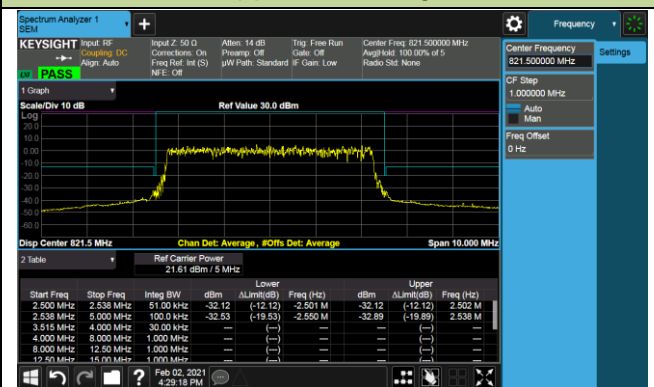 Spectrum Analyzer 1
SEM
+
Frequency
KEYSIGHT
Input: RF
Coupling: DC
Align: Auto
Input Z: 50 Ω
Corrections: On
Freq Ref: Int (S)
NFE: Off
Atten: 14 dB
Preamp: Off
µW Path: Standard
Trig: Free Run
Gate: Off
IF Gain: Low
Center Freq: 821.500000 MHz
Avg|Hold: 100.00% of 5
Radio Std: None
PASS
Center Frequency
821.500000 MHz
Settings
CF Step
1.000000 MHz
Auto
Man
Freq Offset
0 Hz
1 Graph
Scale/Div 10 dB
Ref Value 30.0 dBm
Log
20.0
10.0
0.00
-10.0
-20.0
-30.0
-40.0
-50.0
-60.0
Disp Center 821.5 MHz
Chan Det: Average , #Offs Det: Average
Span 10.000 MHz
2 Table
Ref Carrier Power
21.61 dBm / 5 MHz
Lower Upper
Start Freq Stop Freq Integ BW dBm ΔLimit(dB) Freq (Hz) dBm ΔLimit(dB) Freq (Hz)
2.500 MHz 2.538 MHz 51.00 kHz -32.12 (-12.12) -2.501 M -32.12 (-12.12) 2.502 M
2.538 MHz 5.000 MHz 100.0 kHz -32.53 (-19.53) -2.550 M -32.89 (-19.89) 2.538 M
3.515 MHz 4.000 MHz 30.00 kHz --- (---) --- --- (---) ---
4.000 MHz 8.000 MHz 1.000 MHz --- (---) --- --- (---) ---
8.000 MHz 12.50 MHz 1.000 MHz --- (---) --- --- (---) ---
12.50 MHz 15.00 MHz 1.000 MHz --- (---) --- --- (---) ---
?
Feb 02, 2021
4:29:18 PM